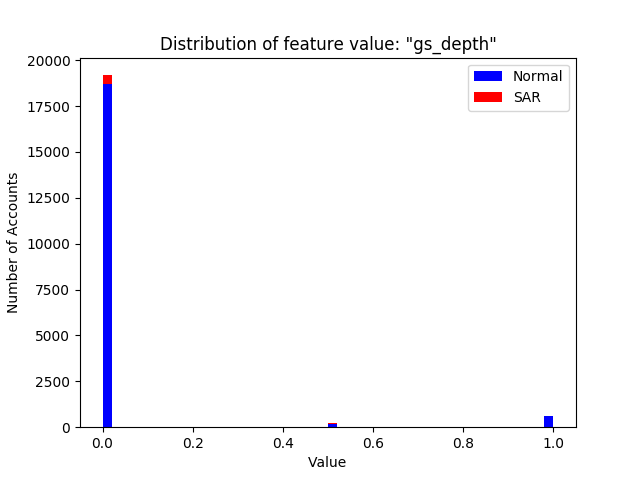 Distribution of feature value: "gs_depth"
Normal
SAR
20000
17500
15000
12500
10000
7500
5000
2500
0
Number of Accounts
0.0 0.2 0.4 0.6 0.8 1.0
Value